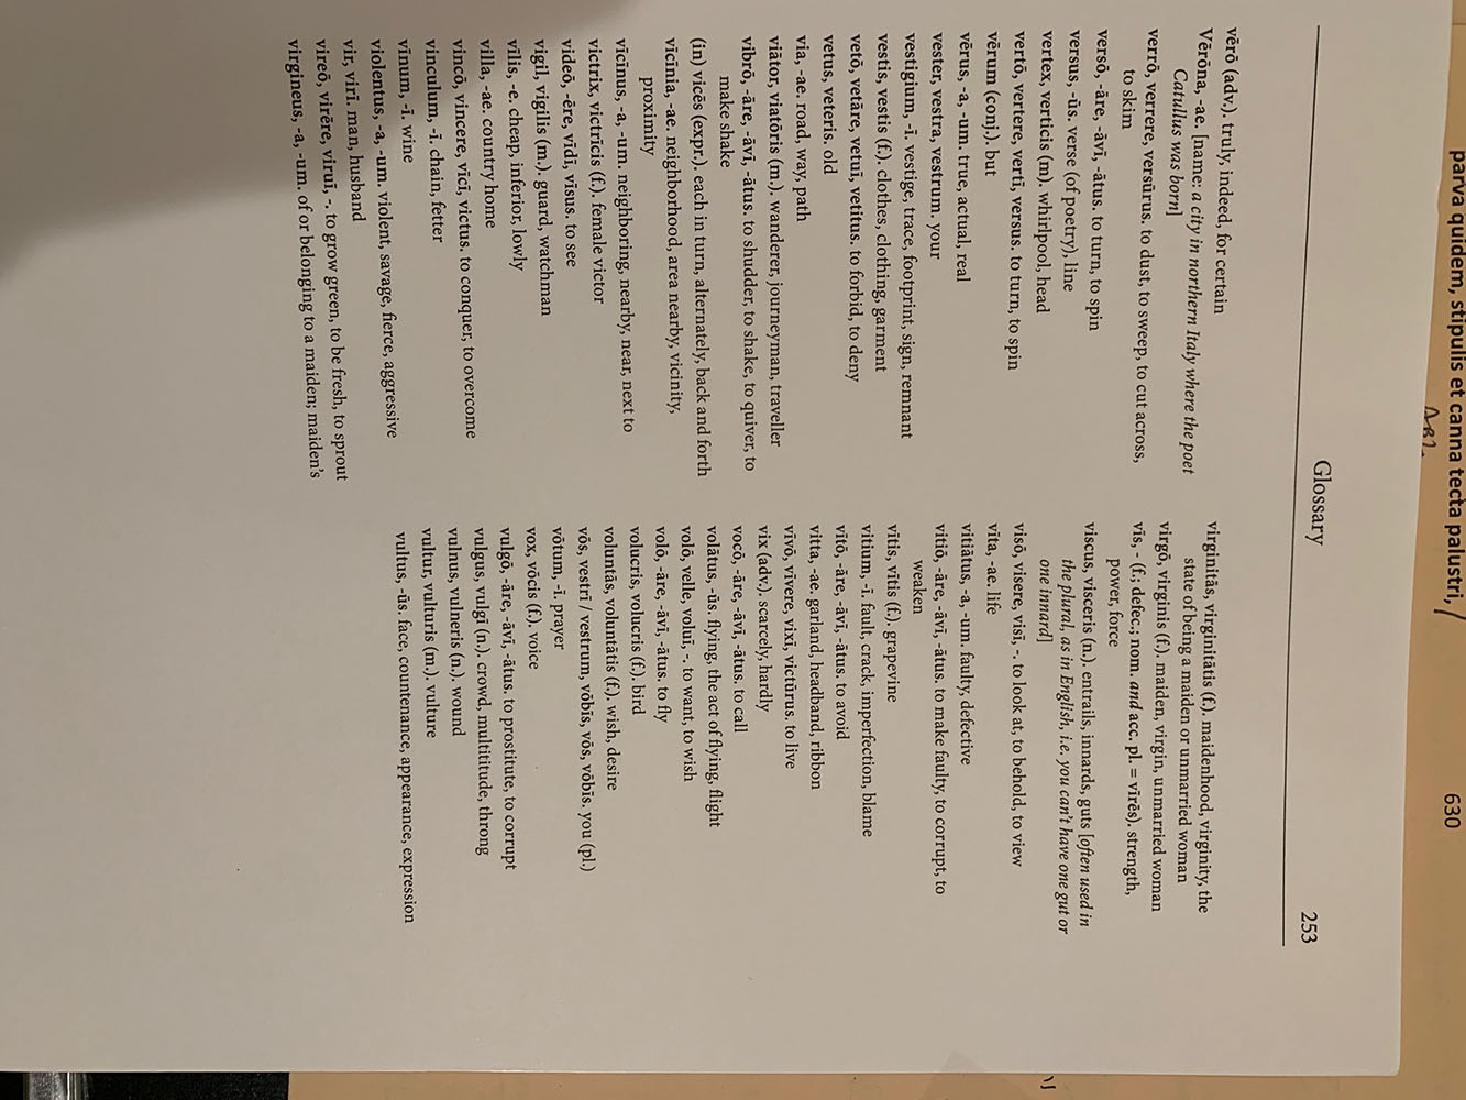 parva quidem, stipulis et canna tecta palustri, 630
Abl.
Glossary 253
vērō (adv.). truly, indeed, for certain
Vērōna, -ae. [name: a city in northern Italy where the poet
Catullus was born]
verrō, verrere, versūrus. to dust, to sweep, to cut across,
to skim
versō, -āre, -āvī, -ātus. to turn, to spin
versus, -ūs. verse (of poetry), line
vertex, verticis (m). whirlpool, head
vertō, vertere, vertī, versus. to turn, to spin
vērum (conj.). but
vērus, -a, -um. true, actual, real
vester, vestra, vestrum. your
vestīgium, -ī. vestige, trace, footprint, sign, remnant
vestis, vestis (f.). clothes, clothing, garment
vetō, vetāre, vetuī, vetitus. to forbid, to deny
vetus, veteris. old
via, -ae. road, way, path
viātor, viatōris (m.). wanderer, journeyman, traveller
vibrō, -āre, -āvī, -ātus. to shudder, to shake, to quiver, to
make shake
(in) vicēs (expr.). each in turn, alternately, back and forth
vīcīnia, -ae. neighborhood, area nearby, vicinity,
proximity
vīcīnus, -a, -um. neighboring, nearby, near, next to
victrix, victrīcis (f.). female victor
videō, -ēre, vīdī, vīsus. to see
vigil, vigilis (m.). guard, watchman
vīlis, -e. cheap, inferior, lowly
vīlla, -ae. country home
vincō, vincere, vīcī, victus. to conquer, to overcome
vinculum, -ī. chain, fetter
vīnum, -ī. wine
violentus, -a, -um. violent, savage, fierce, aggressive
vir, virī. man, husband
vireō, virēre, viruī, -. to grow green, to be fresh, to sprout
virgineus, -a, -um. of or belonging to a maiden; maiden's
virginitās, virginitātis (f.). maidenhood, virginity, the
state of being a maiden or unmarried woman
virgō, virginis (f.). maiden, virgin, unmarried woman
vīs, - (f.; defec.; nom. and acc. pl. = vīrēs). strength,
power, force
viscus, visceris (n.). entrails, innards, guts [often used in
the plural, as in English, i.e. you can't have one gut or
one innard]
vīsō, vīsere, vīsī, -. to look at, to behold, to view
vīta, -ae. life
vitiātus, -a, -um. faulty, defective
vitiō, -āre, -āvī, -ātus. to make faulty, to corrupt, to
weaken
vītis, vītis (f.). grapevine
vitium, -ī. fault, crack, imperfection, blame
vītō, -āre, -āvī, -ātus. to avoid
vitta, -ae. garland, headband, ribbon
vīvō, vīvere, vixī, victūrus. to live
vix (adv.). scarcely, hardly
vocō, -āre, -āvī, -ātus. to call
volātus, -ūs. flying, the act of flying, flight
volō, velle, voluī, -. to want, to wish
volō, -āre, -āvī, -ātus. to fly
volucris, volucris (f.). bird
voluntās, voluntātis (f.). wish, desire
vōs, vestrī / vestrum, vōbīs, vōs, vōbīs. you (pl.)
vōtum, -ī. prayer
vox, vōcis (f.). voice
vulgō, -āre, -āvī, -ātus. to prostitute, to corrupt
vulgus, vulgī (n.). crowd, multitude, throng
vulnus, vulneris (n.). wound
vultur, vulturis (m.). vulture
vultus, -ūs. face, countenance, appearance, expression